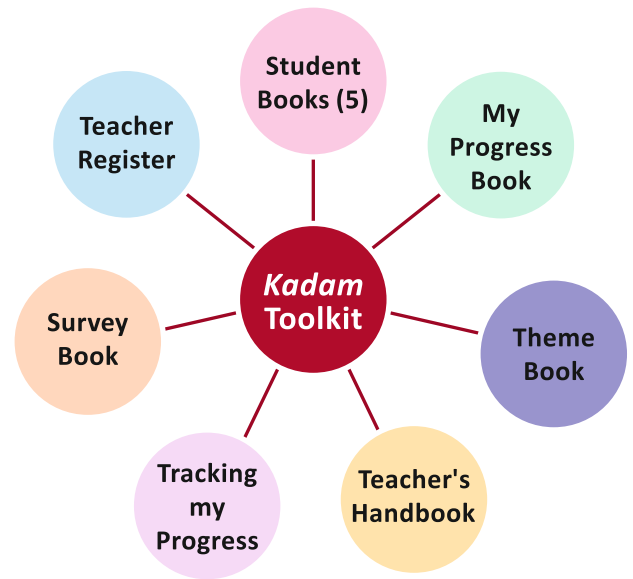 Student
Books (5)
My
Progress
Book
Theme
Book
Teacher's
Handbook
Tracking
my
Progress
Survey
Book
Teacher
Register
Kadam
Toolkit